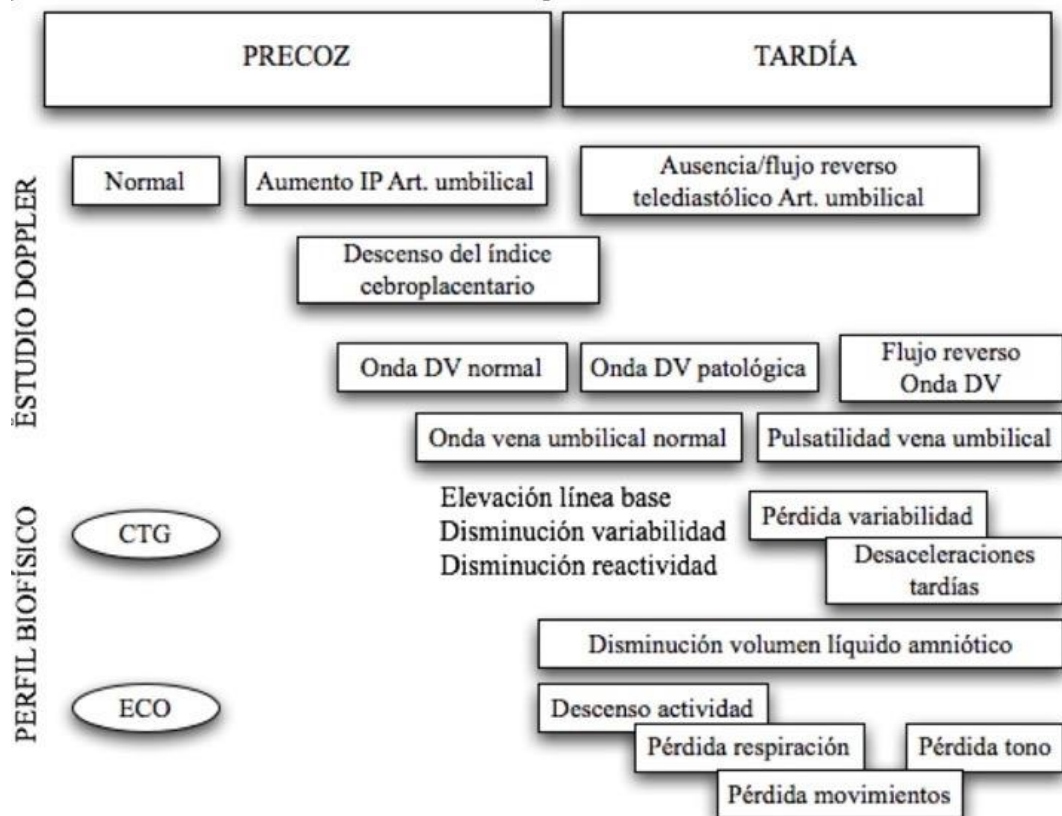 PRECOZ
TARDÍA
ESTUDIO DOPPLER
Normal
Aumento IP Art. umbilical
Ausencia/flujo reverso
telediastólico Art. umbilical
Descenso del índice
cebroplacentario
Onda DV normal
Onda DV patológica
Flujo reverso
Onda DV
Onda vena umbilical normal
Pulsatilidad vena umbilical
PERFIL BIOFÍSICO
CTG
Elevación línea base
Disminución variabilidad
Disminución reactividad
Pérdida variabilidad
Desaceleraciones
tardías
Disminución volumen líquido amniótico
ECO
Descenso actividad
Pérdida respiración
Pérdida tono
Pérdida movimientos